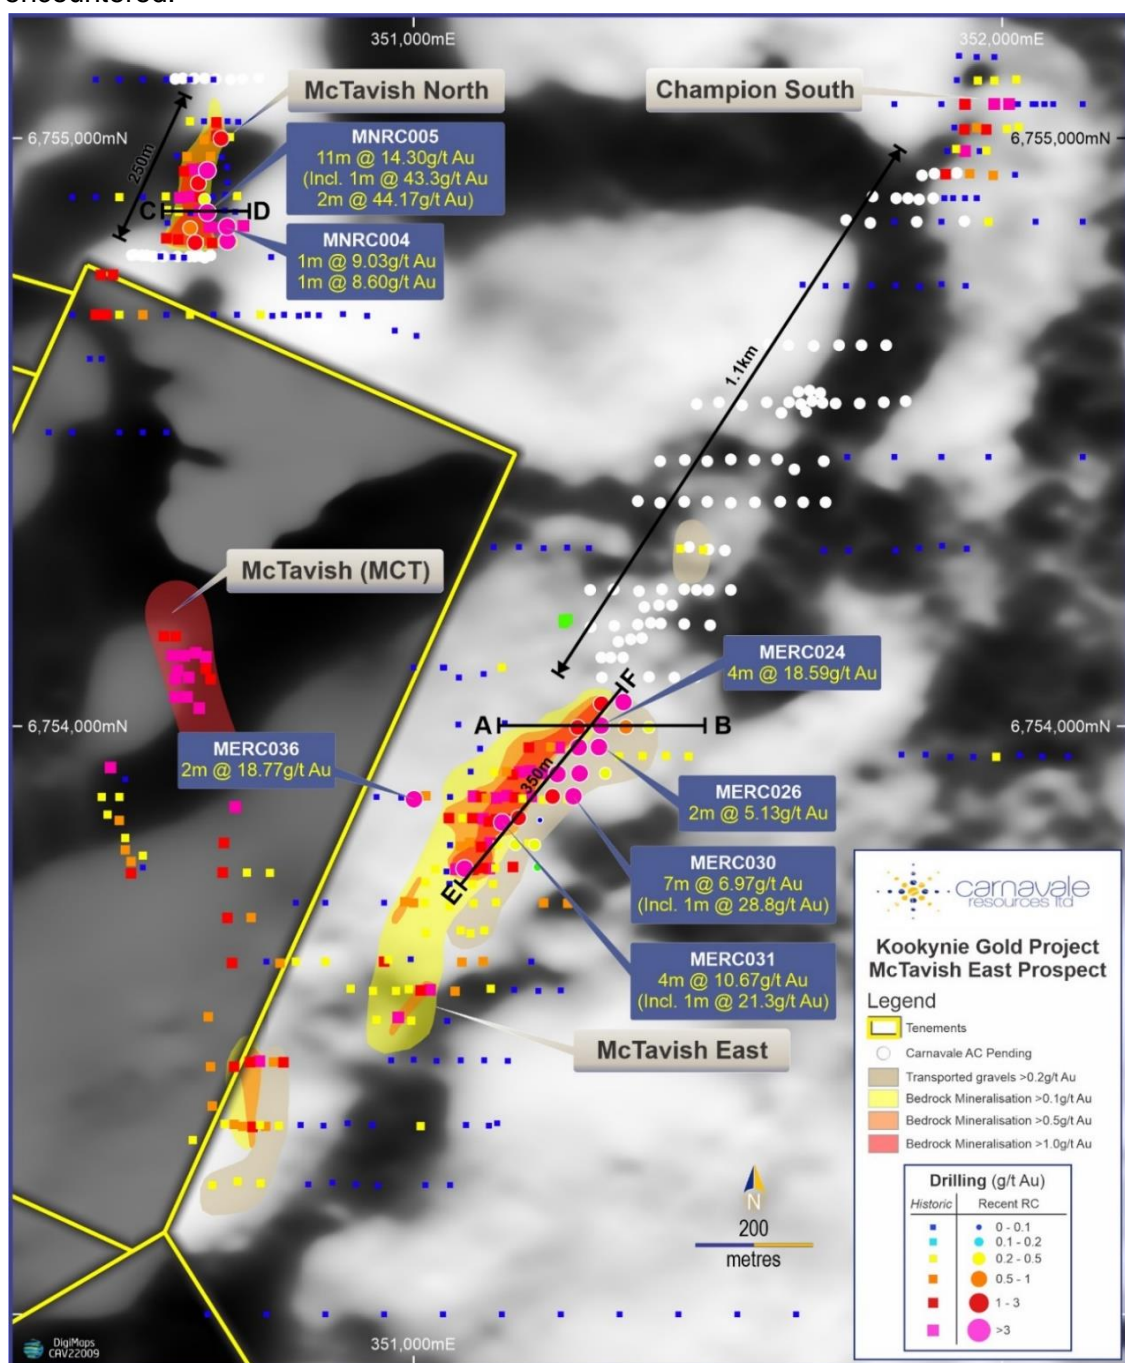 encountered.
351,000mE
352,000mE
McTavish North
Champion South
6,755,000mN
6,755,000mN
MNRC005
11m @ 14.30g/t Au
(Incl. 1m @ 43.3g/t Au
2m @ 44.17g/t Au)
250m
C
D
MNRC004
1m @ 9.03g/t Au
1m @ 8.60g/t Au
1.1km
McTavish (MCT)
MERC024
4m @ 18.59g/t Au
F
6,754,000mN
A
B
6,754,000mN
MERC036
2m @ 18.77g/t Au
350m
MERC026
2m @ 5.13g/t Au
MERC030
7m @ 6.97g/t Au
(Incl. 1m @ 28.8g/t Au)
E
MERC031
4m @ 10.67g/t Au
(Incl. 1m @ 21.3g/t Au)
McTavish East
carnavale
resources ltd
Kookynie Gold Project
McTavish East Prospect
Legend
Tenements
Carnavale AC Pending
Transported gravels >0.2g/t Au
Bedrock Mineralisation >0.1g/t Au
Bedrock Mineralisation >0.5g/t Au
Bedrock Mineralisation >1.0g/t Au
Drilling (g/t Au)
Historic Recent RC
0 - 0.1
0.1 - 0.2
0.2 - 0.5
0.5 - 1
1 - 3
>3
N
200
metres
DigiMaps
CAV22009
351,000mE